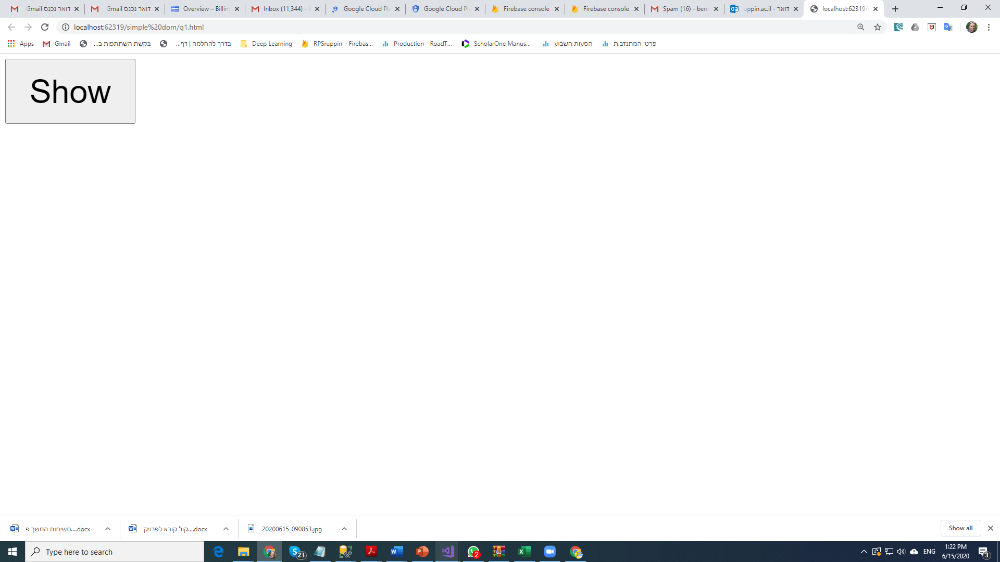 Gmail דואר נכנס
Gmail דואר נכנס
Overview – Billin
Inbox (11,344) -
Google Cloud Pla
Google Cloud Pla
Firebase console
Firebase console
Spam (16) - benn
דואר - uppin.ac.il
localhost:62319/
localhost:62319/simple%20dom/q1.html
Apps
Gmail
בקשת השתתפות ב...
בדרך להחלמה | דף...
Deep Learning
RPSruppin – Firebas...
Production - RoadT...
ScholarOne Manus...
הסעות השבוע
פרטי המתנדב.ת
Show
משימות המשך פ....docx
קול קורא לפרויק....docx
20200615_090853.jpg
Show all
Type here to search
23
2
ENG
1:22 PM
6/15/2020
3